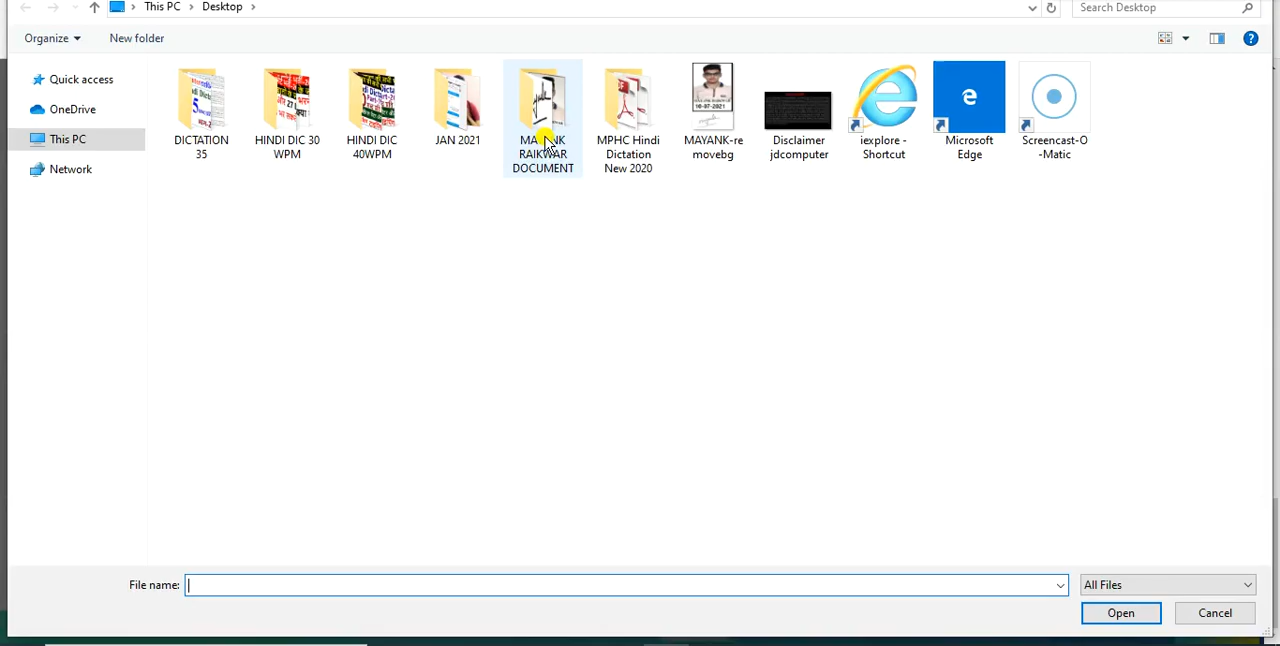 This PC > Desktop >
Search Desktop
Organize
New folder
Quick access
OneDrive
This PC
Network
DICTATION
35
HINDI DIC 30
WPM
HINDI DIC
40WPM
JAN 2021
MAYANK
RAIKWAR
DOCUMENT
MPHC Hindi
Dictation
New 2020
MAYANK-re
movebg
Disclaimer
jdcomputer
iexplore -
Shortcut
Microsoft
Edge
Screencast-O
-Matic
File name:
All Files
Open
Cancel